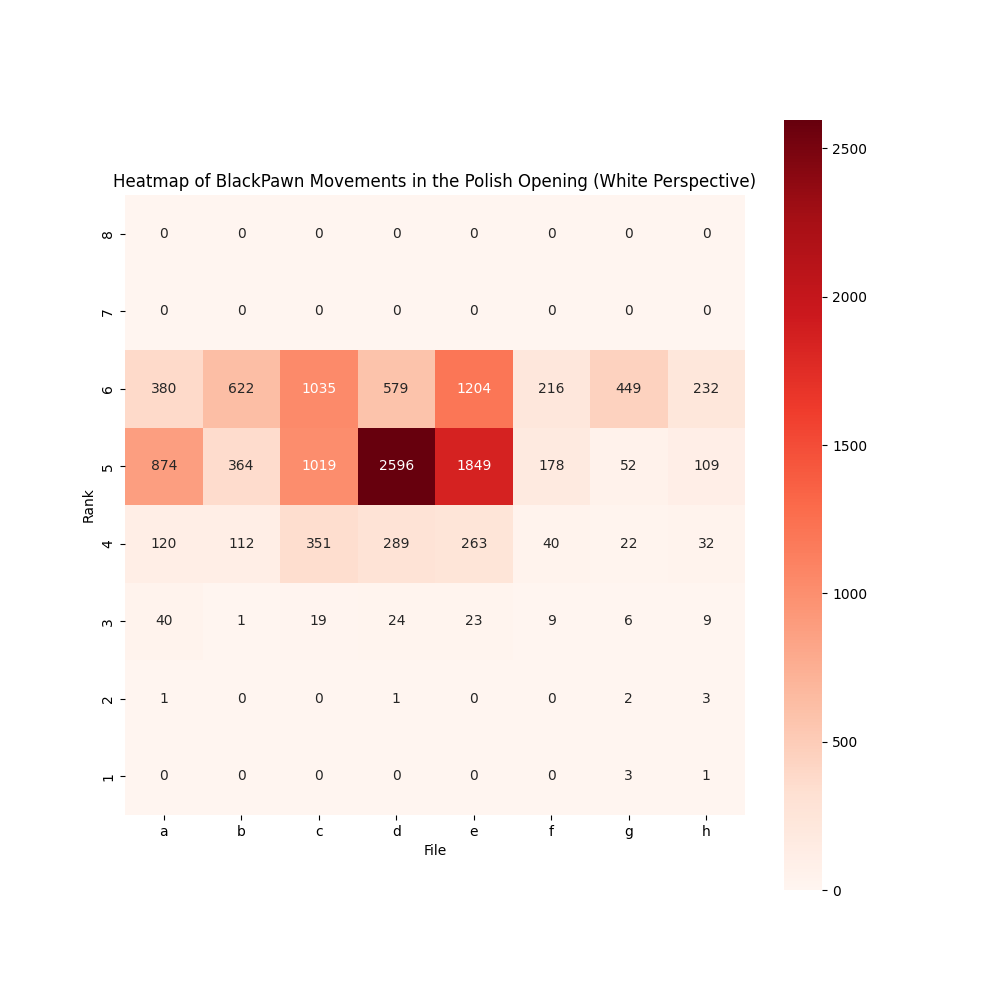 Heatmap of BlackPawn Movements in the Polish Opening (White Perspective)
8 0 0 0 0 0 0 0 0
7 0 0 0 0 0 0 0 0
6 380 622 1035 579 1204 216 449 232
5 874 364 1019 2596 1849 178 52 109
4 120 112 351 289 263 40 22 32
3 40 1 19 24 23 9 6 9
2 1 0 0 1 0 0 2 3
1 0 0 0 0 0 0 3 1
a b c d e f g h
File
Rank
2500
2000
1500
1000
500
0